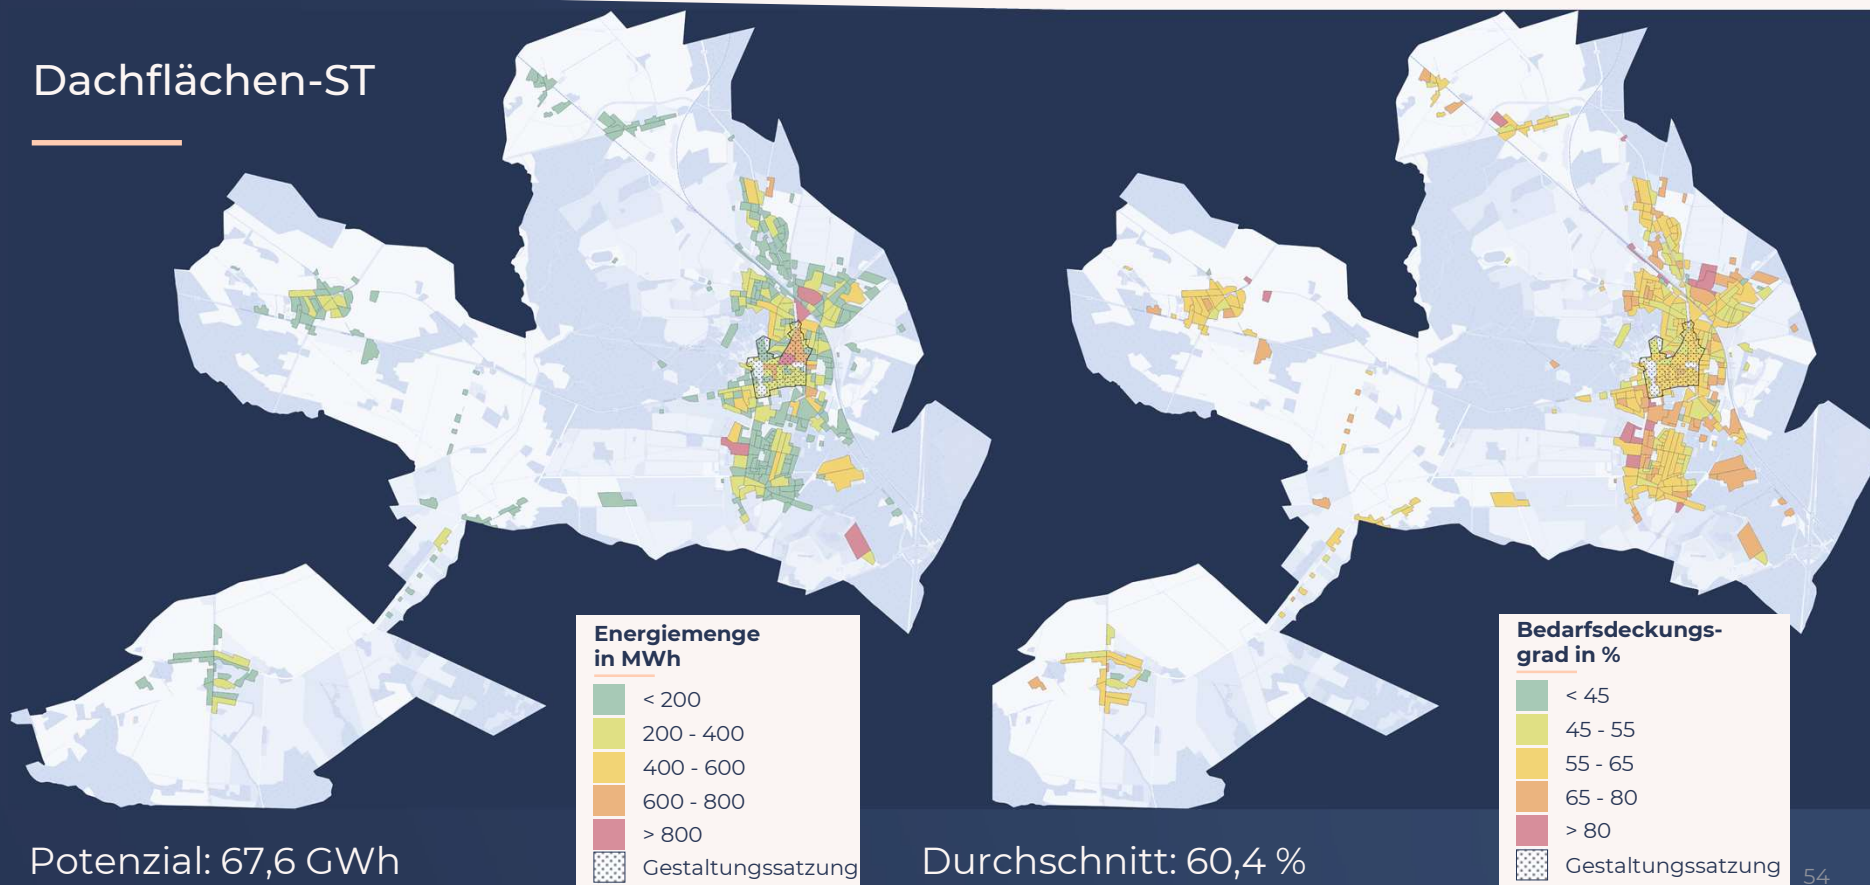 Dachflächen-ST
Energiemenge
in MWh
< 200
200 - 400
400 - 600
600 - 800
> 800
Gestaltungssatzung
Potenzial: 67,6 GWh
Bedarfsdeckungs-
grad in %
< 45
45 - 55
55 - 65
65 - 80
> 80
Gestaltungssatzung
Durchschnitt: 60,4 %
54